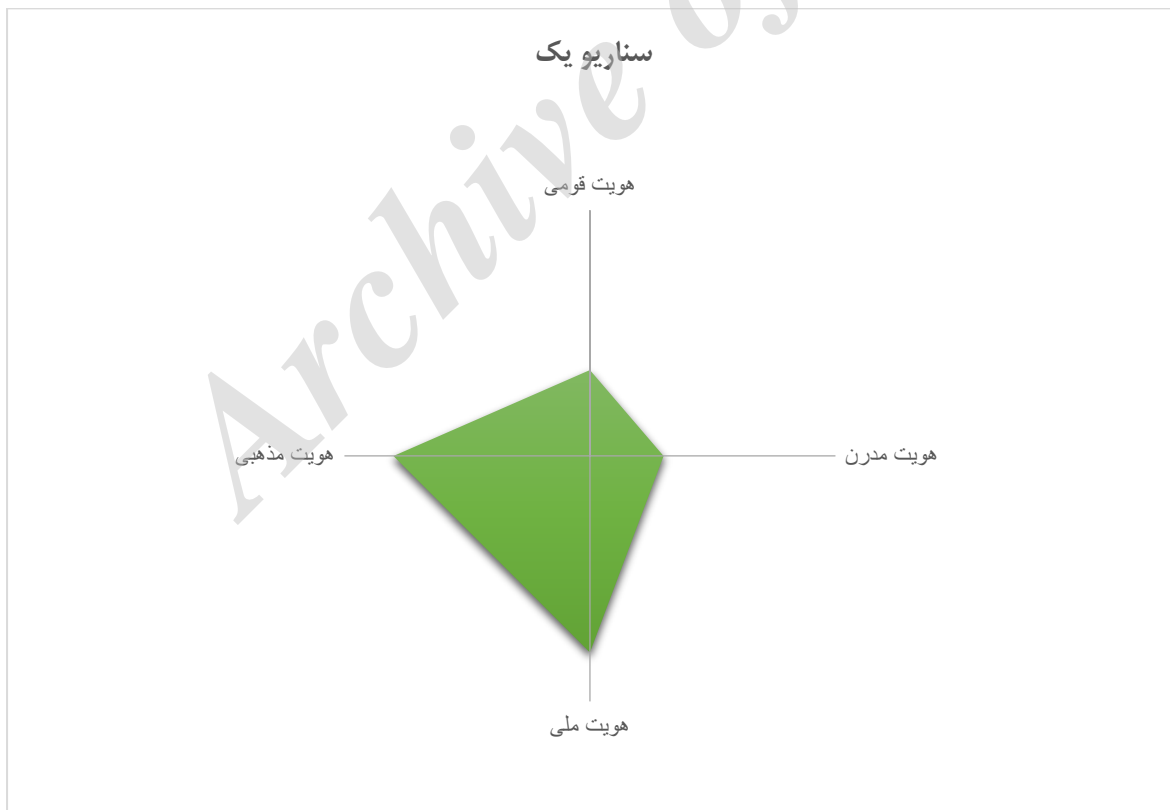 سناریو یک
هویت قومی
هویت مدرن
هویت مذهبی
هویت ملی
Archive of